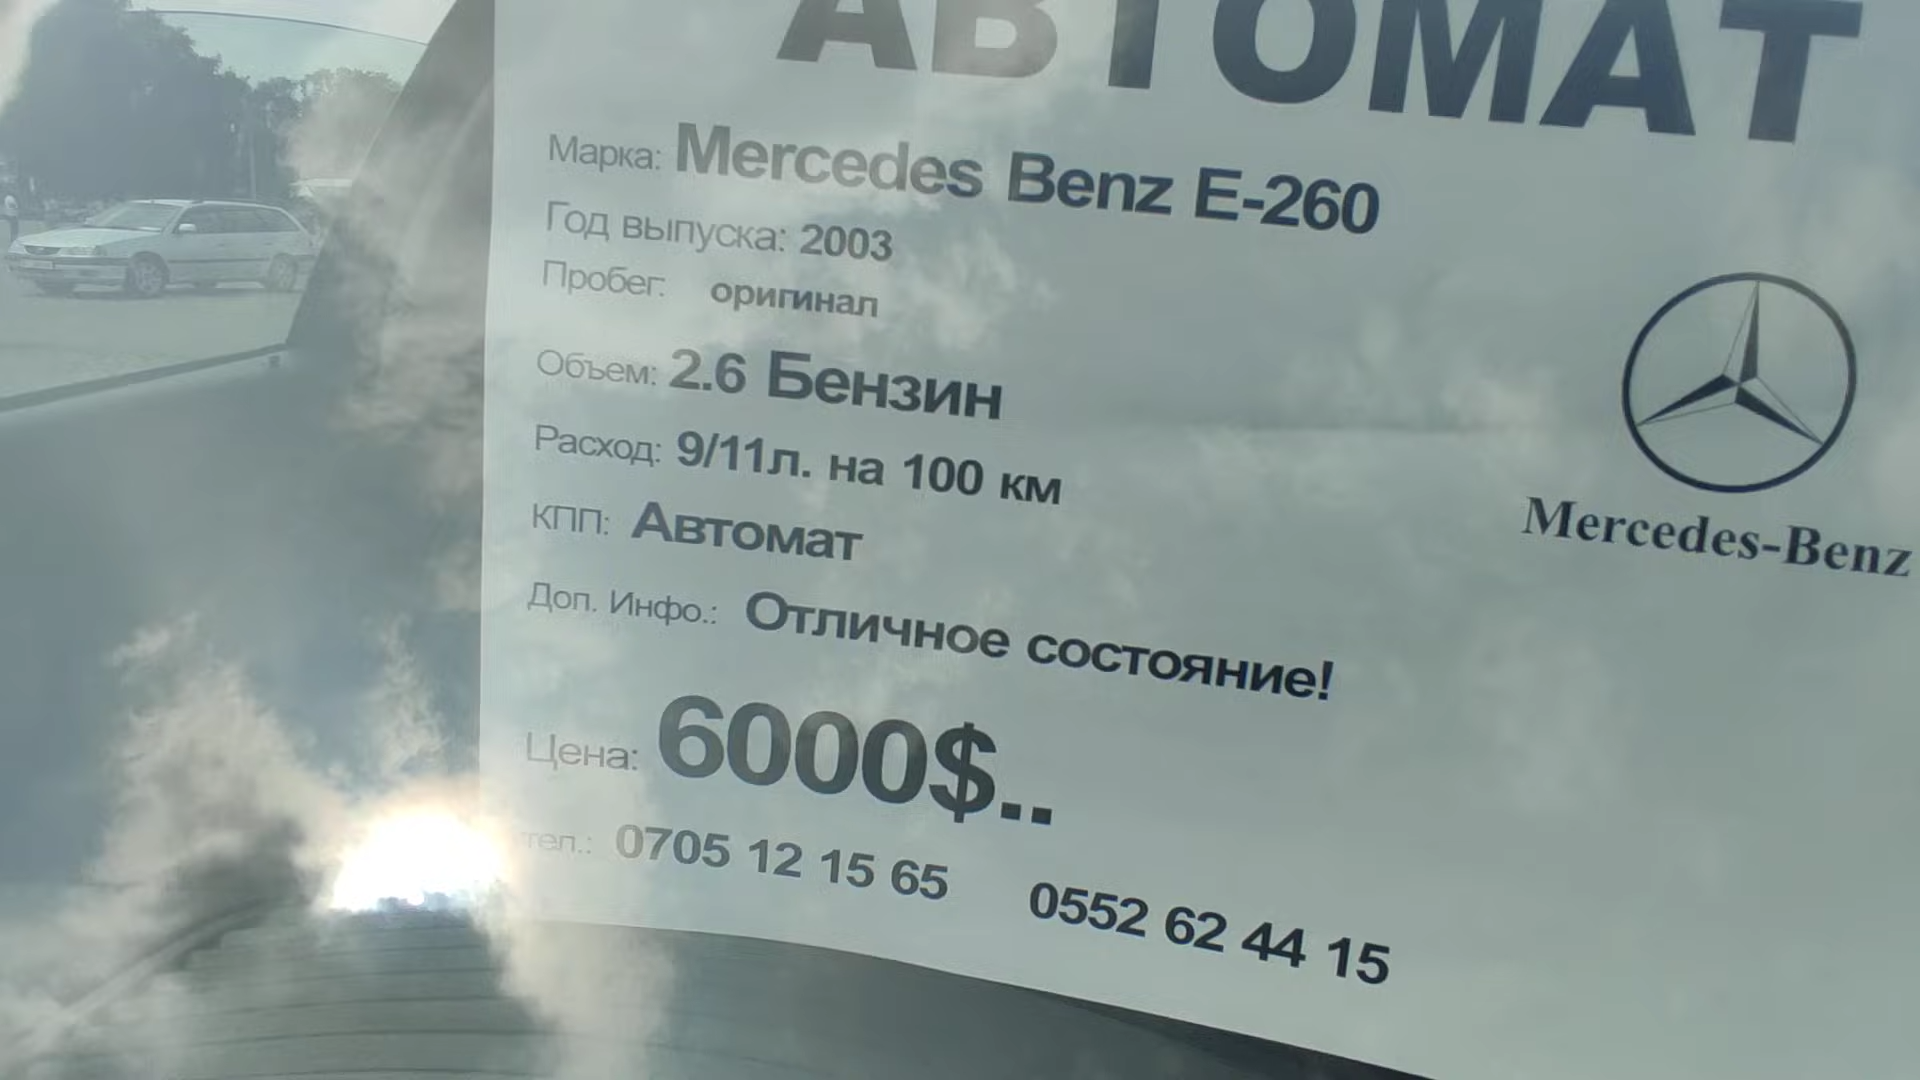 АВТОМАТ
Марка: Mercedes Benz E-260
Год выпуска: 2003
Пробег: оригинал
Объем: 2.6 Бензин
Расход: 9/11л. на 100 км
КПП: Автомат
Доп. Инфо.: Отличное состояние!
Цена: 6000$..
тел.: 0705 12 15 65 0552 62 44 15
Mercedes-Benz